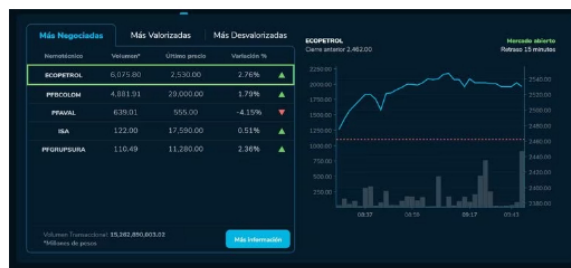 Más Negociadas Más Valorizadas Más Desvalorizadas
Nemotécnico Volumen* Último precio Variación %
ECOPETROL 6,075.80 2,530.00 2.76% ▲
PFBCOLOM 4,881.91 29,000.00 1.79% ▲
PFAVAL 639.01 555.00 -4.15% ▼
ISA 122.00 17,590.00 0.51% ▲
PFGRUPSURA 110.49 11,280.00 2.36% ▲
Volumen Transaccional: 15,262,890,803.02
*Millones de pesos
Más información
ECOPETROL Mercado abierto
Cierre anterior 2,462.00 Retraso 15 minutos
2250.00
2000.00 2540.00
1750.00 2520.00
1500.00 2500.00
1250.00 2480.00
1000.00 2460.00
750.00 2440.00
500.00 2420.00
250.00 2400.00
2380.00
08:37 08:59 09:17 09:41